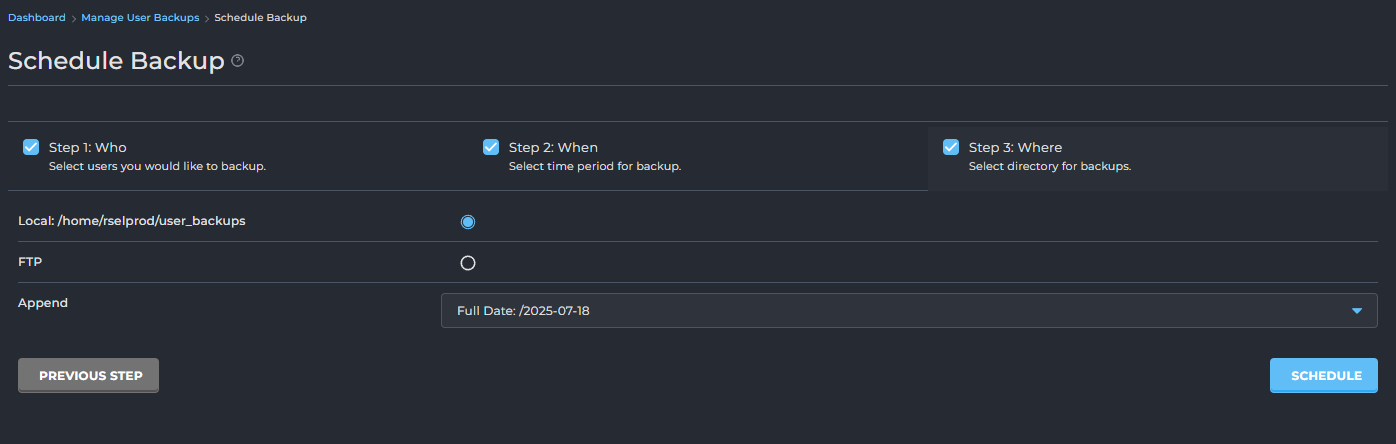 Dashboard > Manage User Backups > Schedule Backup
Schedule Backup ?
Step 1: Who
Select users you would like to backup.
Step 2: When
Select time period for backup.
Step 3: Where
Select directory for backups.
Local: /home/rselprod/user_backups
FTP
Append
Full Date: /2025-07-18
PREVIOUS STEP
SCHEDULE